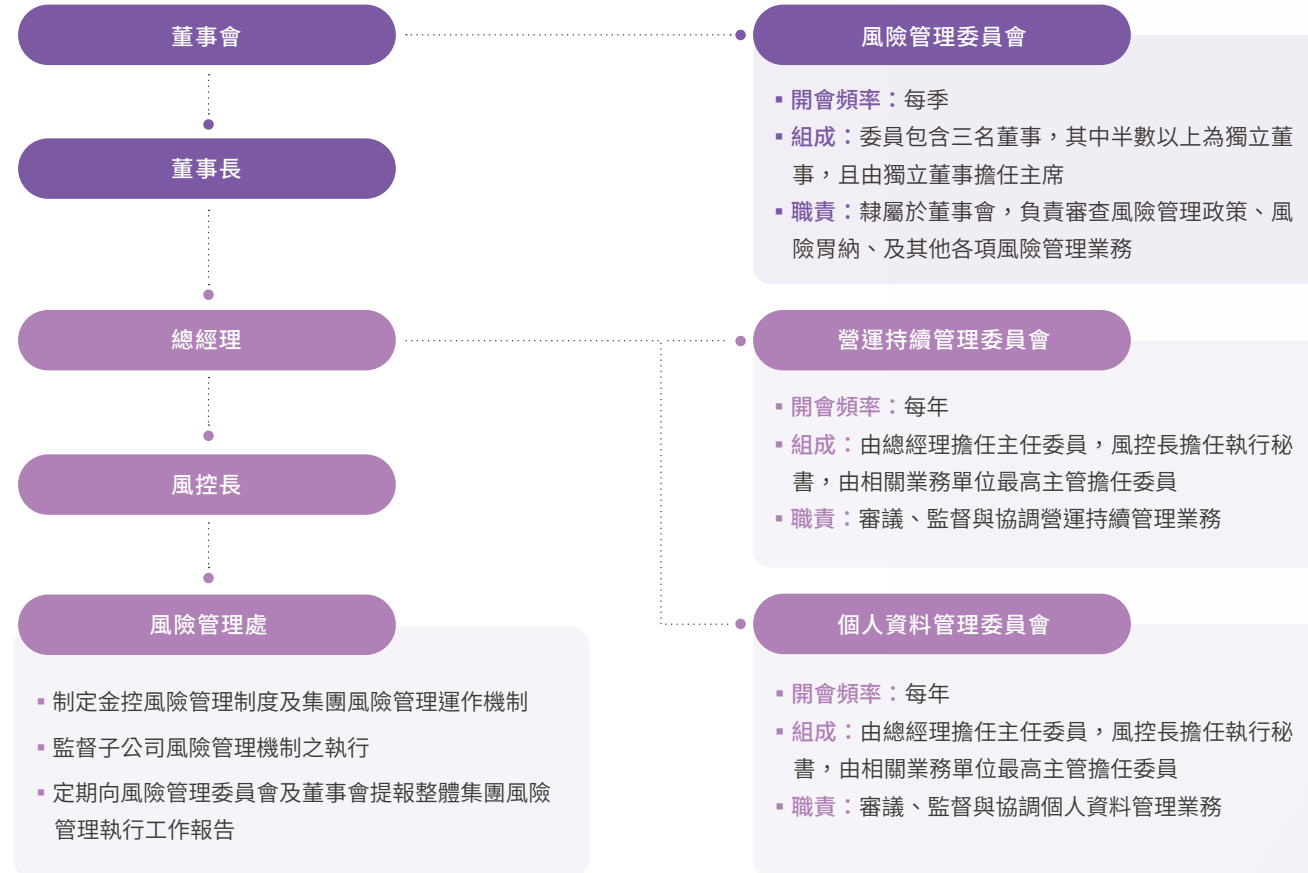 董事會
董事長
總經理
風控長
風險管理處
▪ 制定金控風險管理制度及集團風險管理運作機制
▪ 監督子公司風險管理機制之執行
▪ 定期向風險管理委員會及董事會提報整體集團風險
管理執行工作報告
風險管理委員會
▪ 開會頻率：每季
▪ 組成：委員包含三名董事，其中半數以上為獨立董
事，且由獨立董事擔任主席
▪ 職責：隸屬於董事會，負責審查風險管理政策、風
險胃納、及其他各項風險管理業務
營運持續管理委員會
▪ 開會頻率：每年
▪ 組成：由總經理擔任主任委員，風控長擔任執行秘
書，由相關業務單位最高主管擔任委員
▪ 職責：審議、監督與協調營運持續管理業務
個人資料管理委員會
▪ 開會頻率：每年
▪ 組成：由總經理擔任主任委員，風控長擔任執行秘
書，由相關業務單位最高主管擔任委員
▪ 職責：審議、監督與協調個人資料管理業務